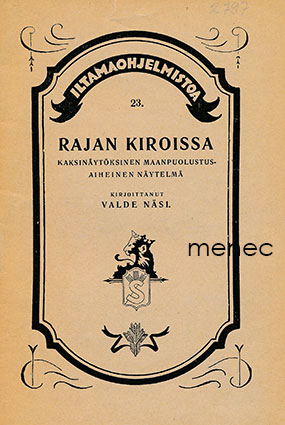 ILTAMAOHJELMISTOA
23.
RAJAN KIROISSA
KAKSINÄYTÖKSINEN MAANPUOLUSTUS-
AIHEINEN NÄYTELMÄ
KIRJOITTANUT
VALDE NÄSI.
menec
S